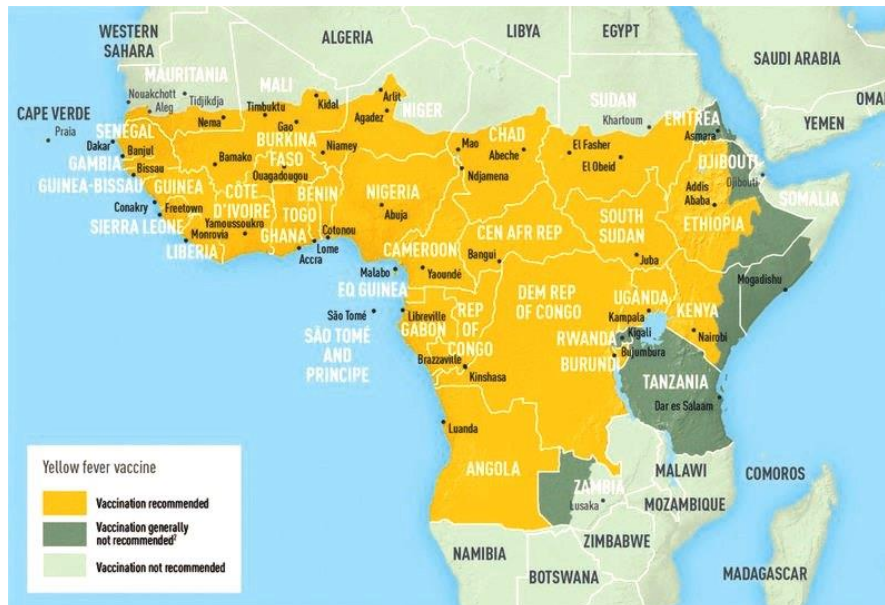 WESTERN
SAHARA
ALGERIA
LIBYA
EGYPT
SAUDI ARABIA
OMAN
YEMEN
MAURITANIA
Nouakchott
Tidjikdja
Aleg
MALI
Kidal
Timbuktu
Nema
Gao
Arlit
Agadez
NIGER
SUDAN
Khartoum
ERITREA
Asmara
CAPE VERDE
Praia
SENEGAL
Dakar
Banjul
GAMBIA
Bissau
GUINEA-BISSAU
BURKINA
FASO
Bamako
Niamey
Ouagadougou
CHAD
Mao
Abeche
Ndjamena
El Fasher
El Obeid
DJIBOUTI
Djibouti
SOMALIA
GUINEA
Conakry
Freetown
SIERRA LEONE
Monrovia
LIBERIA
CÔTE
D'IVOIRE
Yamoussoukro
BENIN
TOGO
GHANA
Cotonou
Lome
Accra
NIGERIA
Abuja
Addis
Ababa
ETHIOPIA
SOUTH
SUDAN
Juba
CEN AFR REP
Bangui
CAMEROON
Yaoundé
Malabo
EQ GUINEA
Mogadishu
São Tomé
SÃO TOMÉ
AND
PRINCIPE
Libreville
GABON
REP
OF
CONGO
Brazzaville
Kinshasa
DEM REP
OF CONGO
UGANDA
Kampala
KENYA
Nairobi
RWANDA
Kigali
BURUNDI
Bujumbura
TANZANIA
Dar es Salaam
Luanda
ANGOLA
ZAMBIA
Lusaka
MALAWI
COMOROS
MOZAMBIQUE
ZIMBABWE
NAMIBIA
BOTSWANA
MADAGASCAR
Yellow fever vaccine
Vaccination recommended
Vaccination generally
not recommended²
Vaccination not recommended